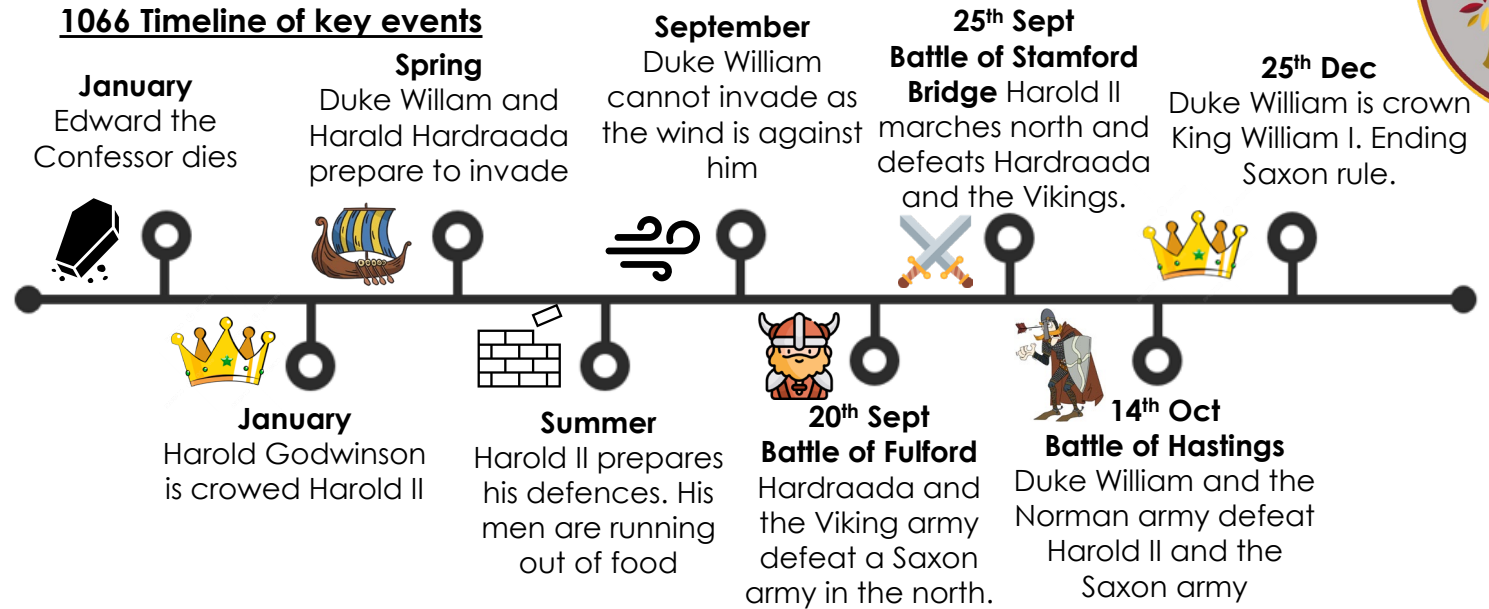 1066 Timeline of key events
January
Edward the
Confessor dies
January
Harold Godwinson
is crowed Harold II
Spring
Duke Willam and
Harald Hardraada
prepare to invade
Summer
Harold II prepares
his defences. His
men are running
out of food
September
Duke William
cannot invade as
the wind is against
him
20th Sept
Battle of Fulford
Hardraada and
the Viking army
defeat a Saxon
army in the north.
25th Sept
Battle of Stamford
Bridge Harold II
marches north and
defeats Hardraada
and the Vikings.
14th Oct
Battle of Hastings
Duke William and the
Norman army defeat
Harold II and the
Saxon army
25th Dec
Duke William is crown
King William I. Ending
Saxon rule.